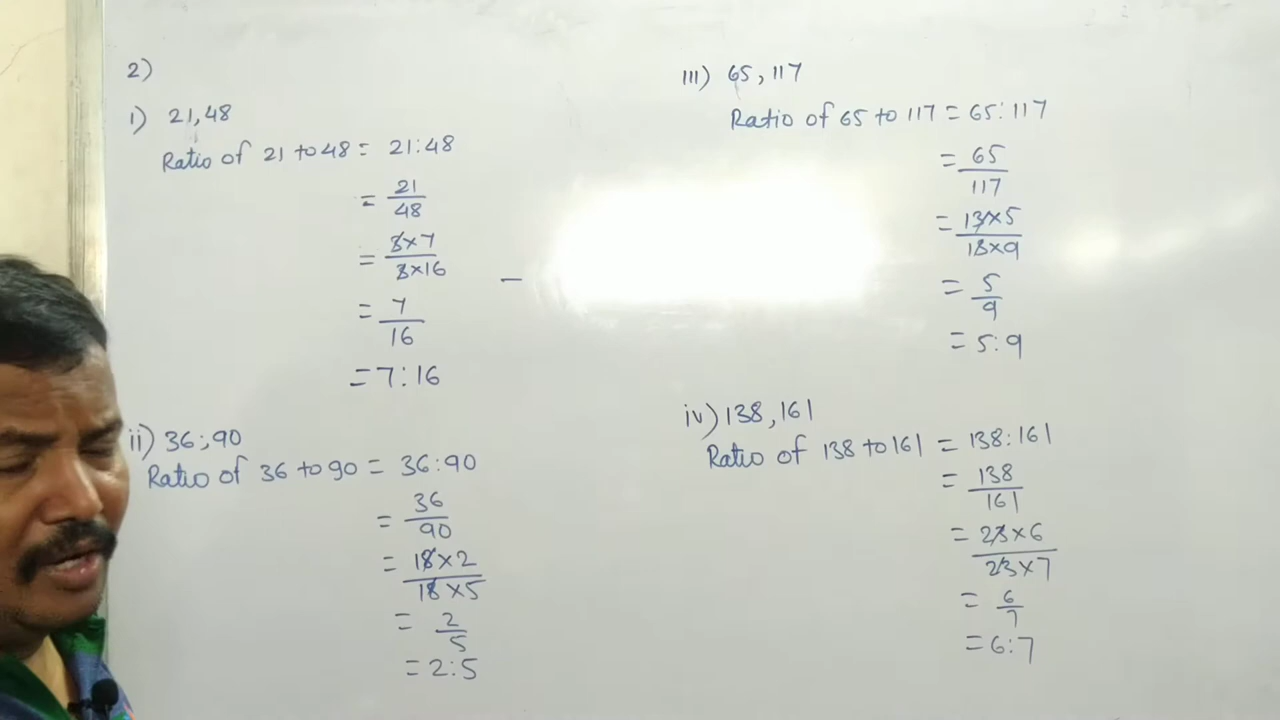 2)
i) 21,48
Ratio of 21 to 48 = 21:48
= 21/48
= 3×7/3×16
= 7/16
= 7:16
ii) 36,90
Ratio of 36 to 90 = 36:90
= 36/90
= 18×2/18×5
= 2/5
= 2:5
III) 65,117
Ratio of 65 to 117 = 65:117
= 65/117
= 13×5/13×9
= 5/9
= 5:9
iv) 138,161
Ratio of 138 to 161 = 138:161
= 138/161
= 23×6/23×7
= 6/7
= 6:7